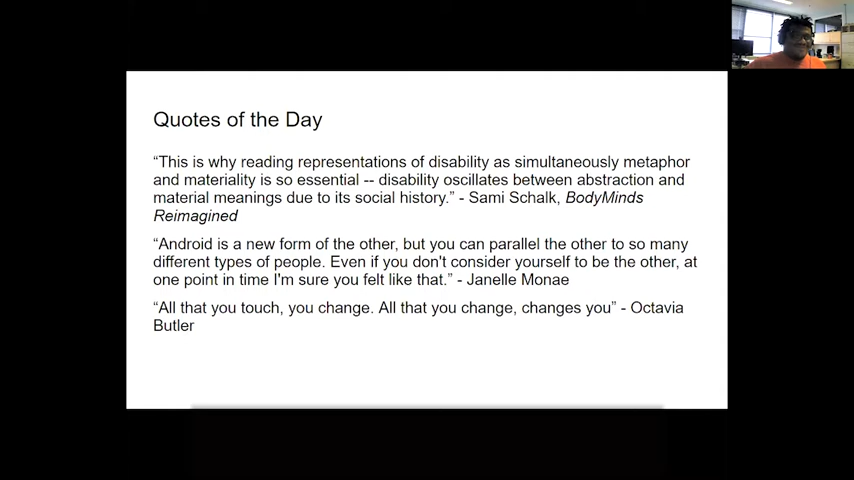 Quotes of the Day
“This is why reading representations of disability as simultaneously metaphor
and materiality is so essential -- disability oscillates between abstraction and
material meanings due to its social history.” - Sami Schalk, BodyMinds
Reimagined
“Android is a new form of the other, but you can parallel the other to so many
different types of people. Even if you don't consider yourself to be the other, at
one point in time I'm sure you felt like that.” - Janelle Monae
“All that you touch, you change. All that you change, changes you” - Octavia
Butler